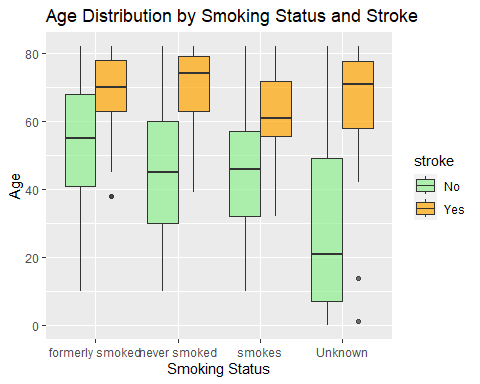 Age Distribution by Smoking Status and Stroke
80
60
40
20
0
Age
formerly smoked never smoked smokes Unknown
Smoking Status
stroke
No
Yes